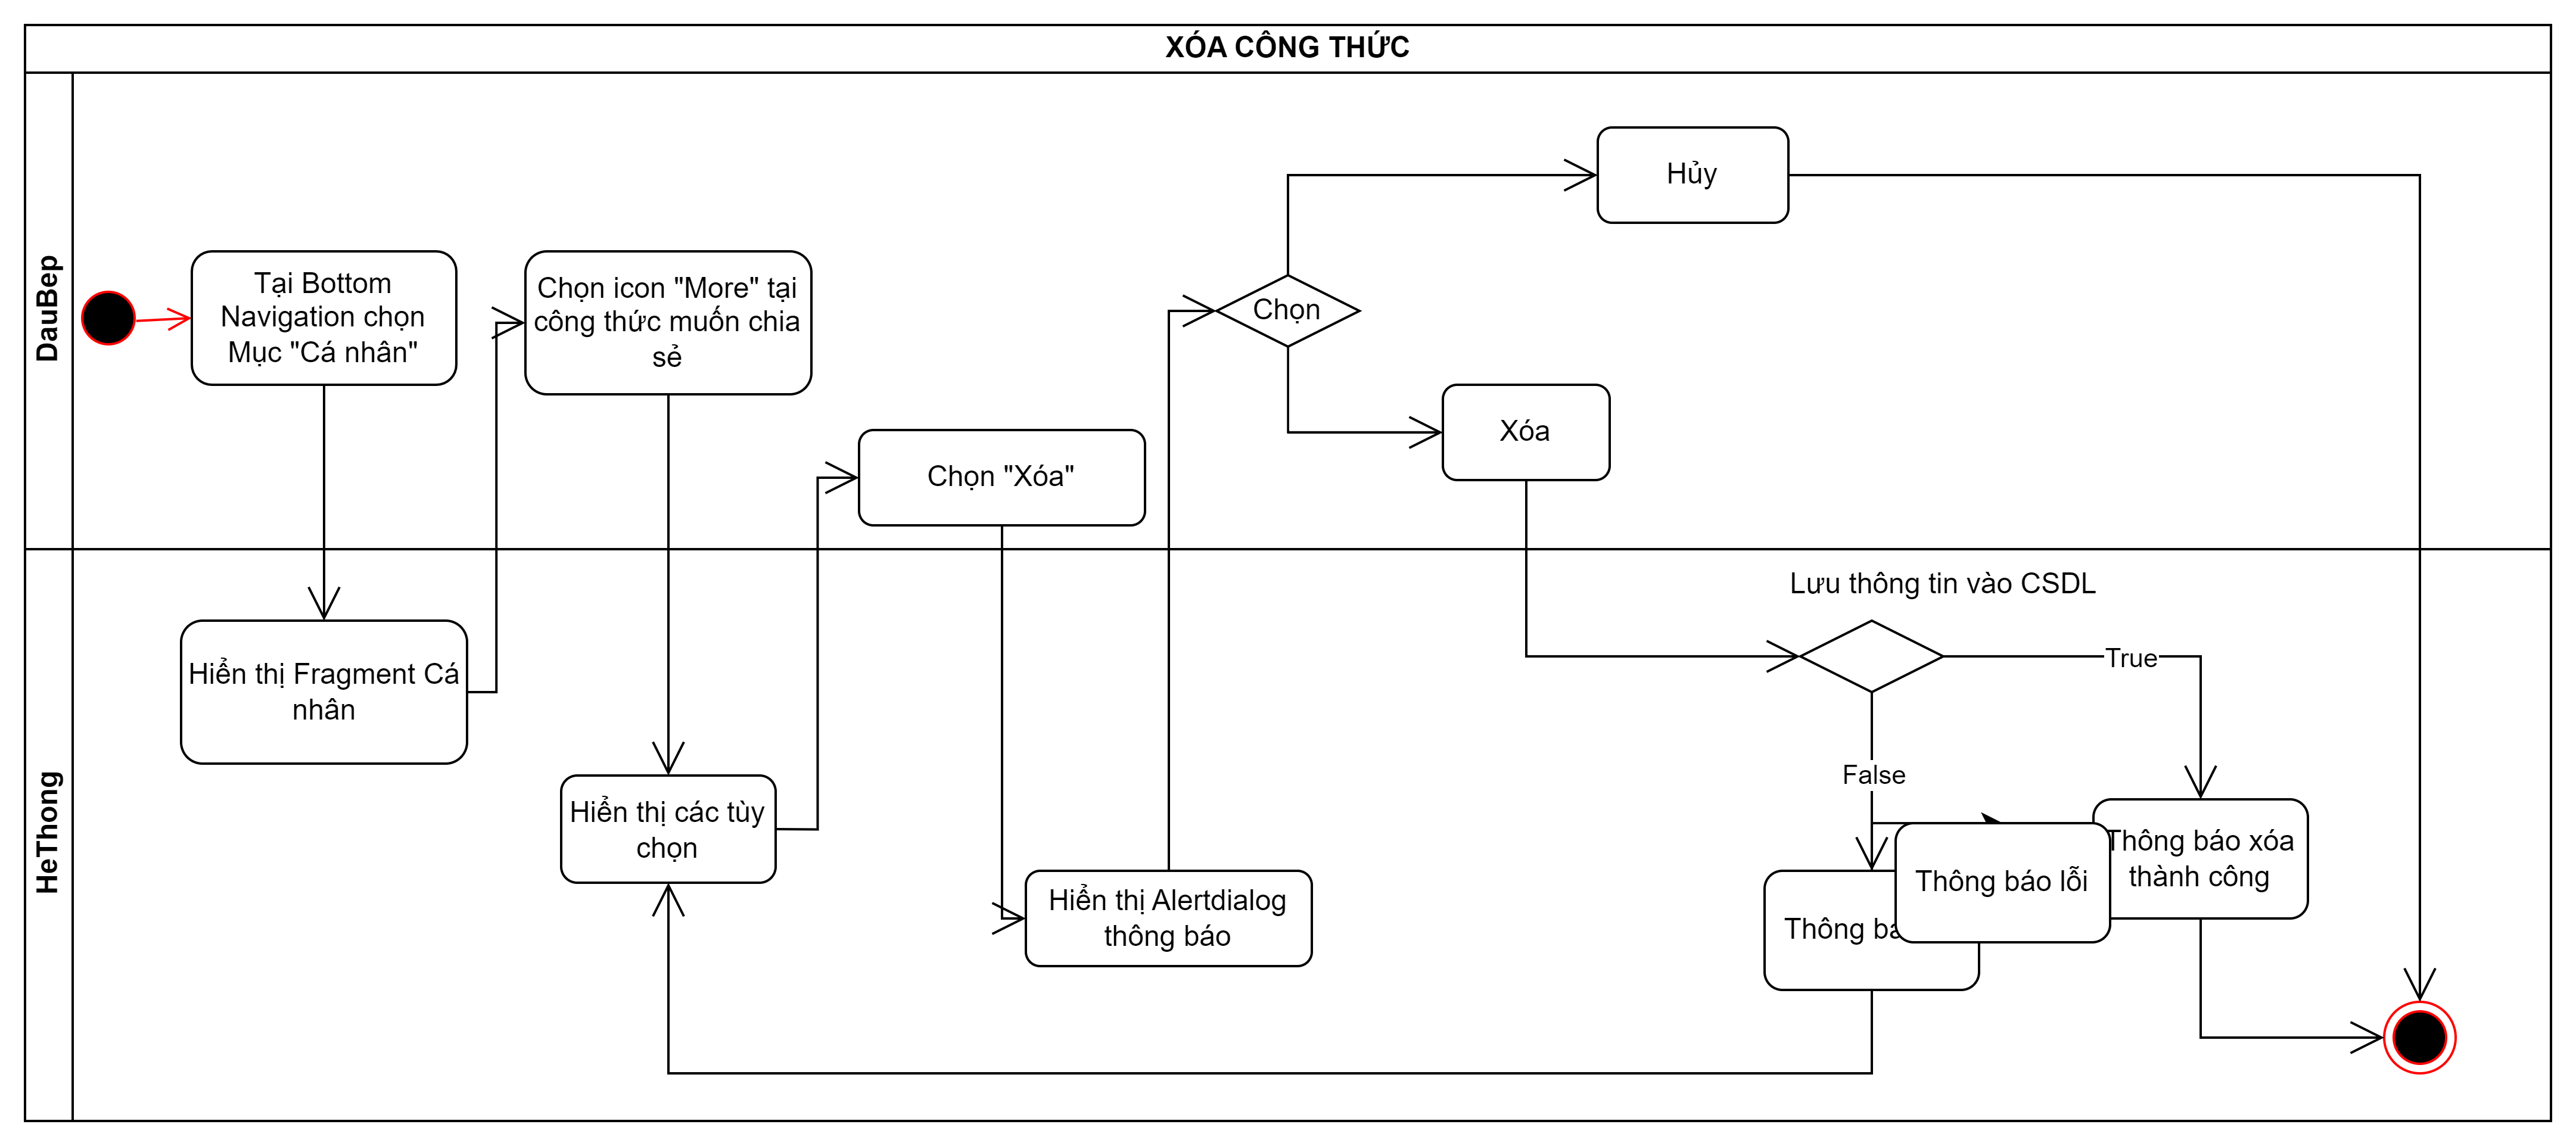 XÓA CÔNG THỨC
DauBep
Tại Bottom
Navigation chọn
Mục "Cá nhân"
Chọn icon "More" tại
công thức muốn chia
sẻ
Chọn "Xóa"
Chọn
Hủy
Xóa
HeThong
Hiển thị Fragment Cá
nhân
Hiển thị các tùy
chọn
Hiển thị Alertdialog
thông báo
Lưu thông tin vào CSDL
True
False
Thông báo xóa
thành công
Thông báo lỗi
Thông